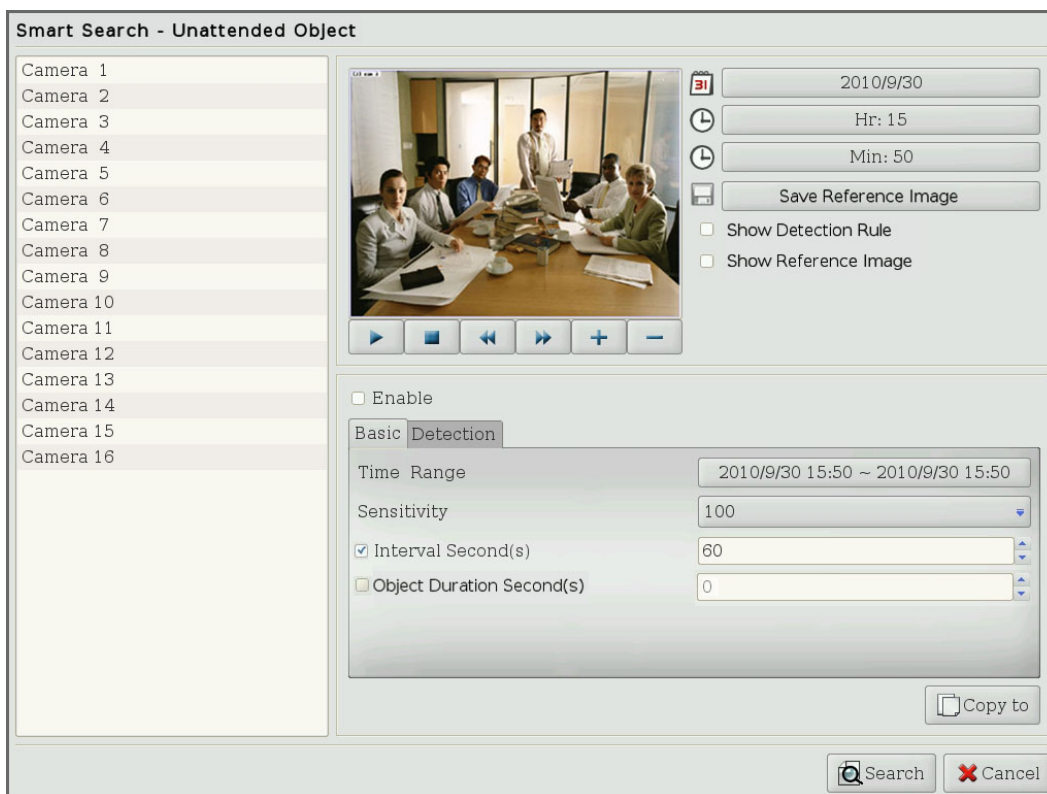 Smart Search - Unattended Object
Camera 1
Camera 2
Camera 3
Camera 4
Camera 5
Camera 6
Camera 7
Camera 8
Camera 9
Camera 10
Camera 11
Camera 12
Camera 13
Camera 14
Camera 15
Camera 16
31
2010/9/30
Hr: 15
Min: 50
Save Reference Image
Show Detection Rule
Show Reference Image
Enable
Basic Detection
Time Range 2010/9/30 15:50 ~ 2010/9/30 15:50
Sensitivity 100
Interval Second(s) 60
Object Duration Second(s) 0
Copy to
Search Cancel